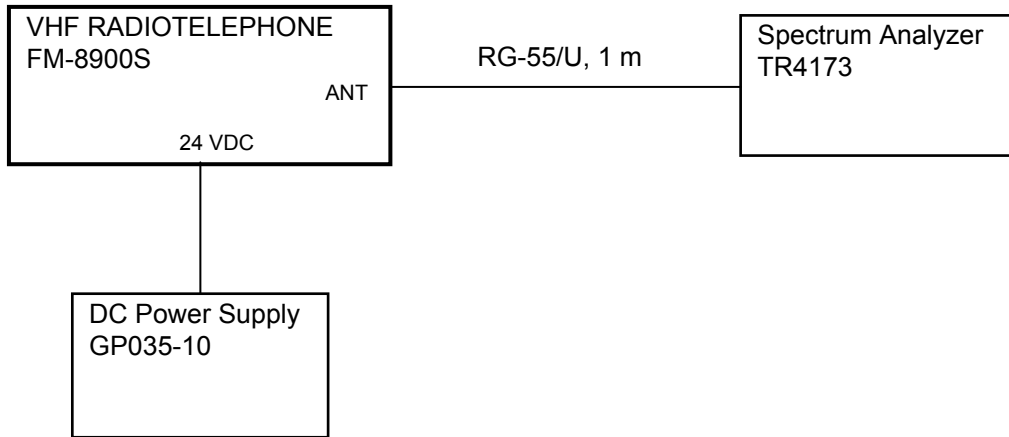 VHF RADIOTELEPHONE
FM-8900S
ANT
24 VDC
RG-55/U, 1 m
Spectrum Analyzer
TR4173
DC Power Supply
GP035-10